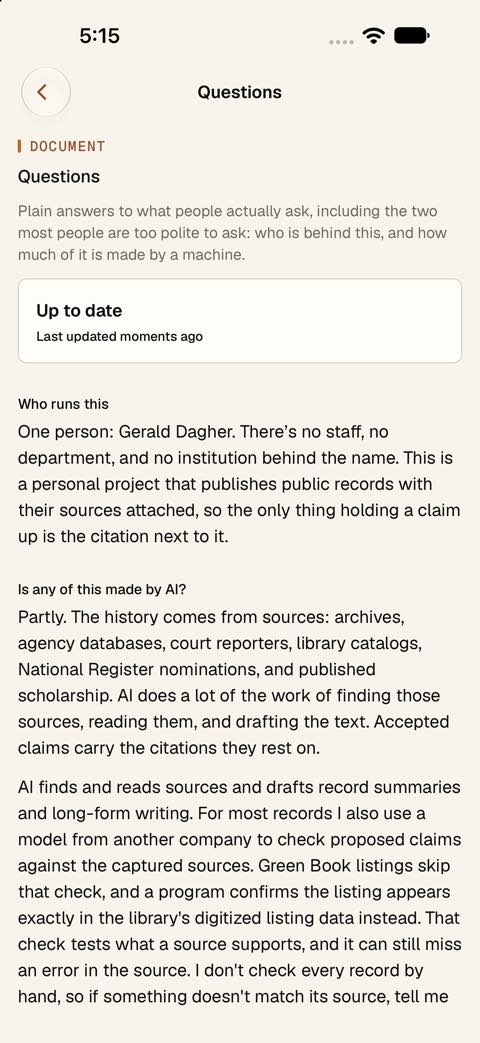 5:15
Questions
DOCUMENT
Questions
Plain answers to what people actually ask, including the two
most people are too polite to ask: who is behind this, and how
much of it is made by a machine.
Up to date
Last updated moments ago
Who runs this
One person: Gerald Dagher. There’s no staff, no
department, and no institution behind the name. This is
a personal project that publishes public records with
their sources attached, so the only thing holding a claim
up is the citation next to it.
Is any of this made by AI?
Partly. The history comes from sources: archives,
agency databases, court reporters, library catalogs,
National Register nominations, and published
scholarship. AI does a lot of the work of finding those
sources, reading them, and drafting the text. Accepted
claims carry the citations they rest on.
AI finds and reads sources and drafts record summaries
and long-form writing. For most records I also use a
model from another company to check proposed claims
against the captured sources. Green Book listings skip
that check, and a program confirms the listing appears
exactly in the library's digitized listing data instead. That
check tests what a source supports, and it can still miss
an error in the source. I don't check every record by
hand, so if something doesn't match its source, tell me